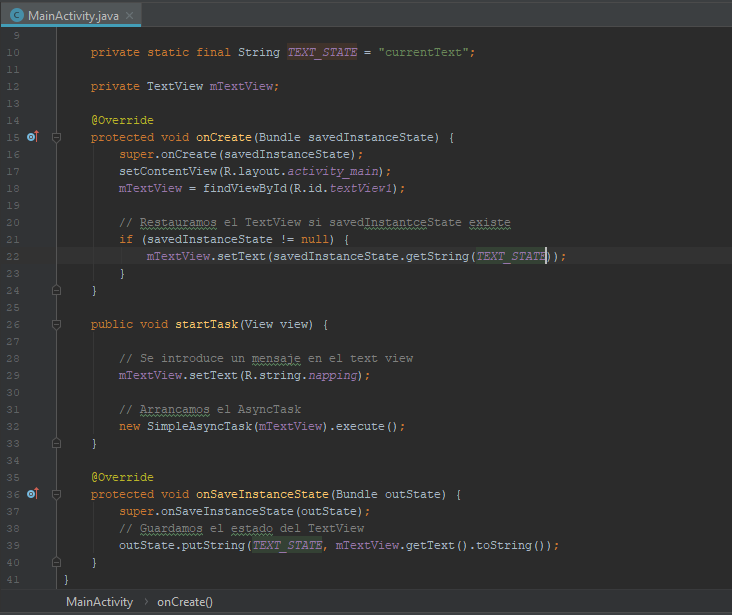 MainActivity.java
9
10 private static final String TEXT_STATE = "currentText";
11
12 private TextView mTextView;
13
14 @Override
15 protected void onCreate(Bundle savedInstanceState) {
16 super.onCreate(savedInstanceState);
17 setContentView(R.layout.activity_main);
18 mTextView = findViewById(R.id.textView1);
19
20 // Restauramos el TextView si savedInstantceState existe
21 if (savedInstanceState != null) {
22 mTextView.setText(savedInstanceState.getString(TEXT_STATE));
23 }
24 }
25
26 public void startTask(View view) {
27
28 // Se introduce un mensaje en el text view
29 mTextView.setText(R.string.napping);
30
31 // Arrancamos el AsyncTask
32 new SimpleAsyncTask(mTextView).execute();
33 }
34
35 @Override
36 protected void onSaveInstanceState(Bundle outState) {
37 super.onSaveInstanceState(outState);
38 // Guardamos el estado del TextView
39 outState.putString(TEXT_STATE, mTextView.getText().toString());
40 }
41 }
MainActivity > onCreate()